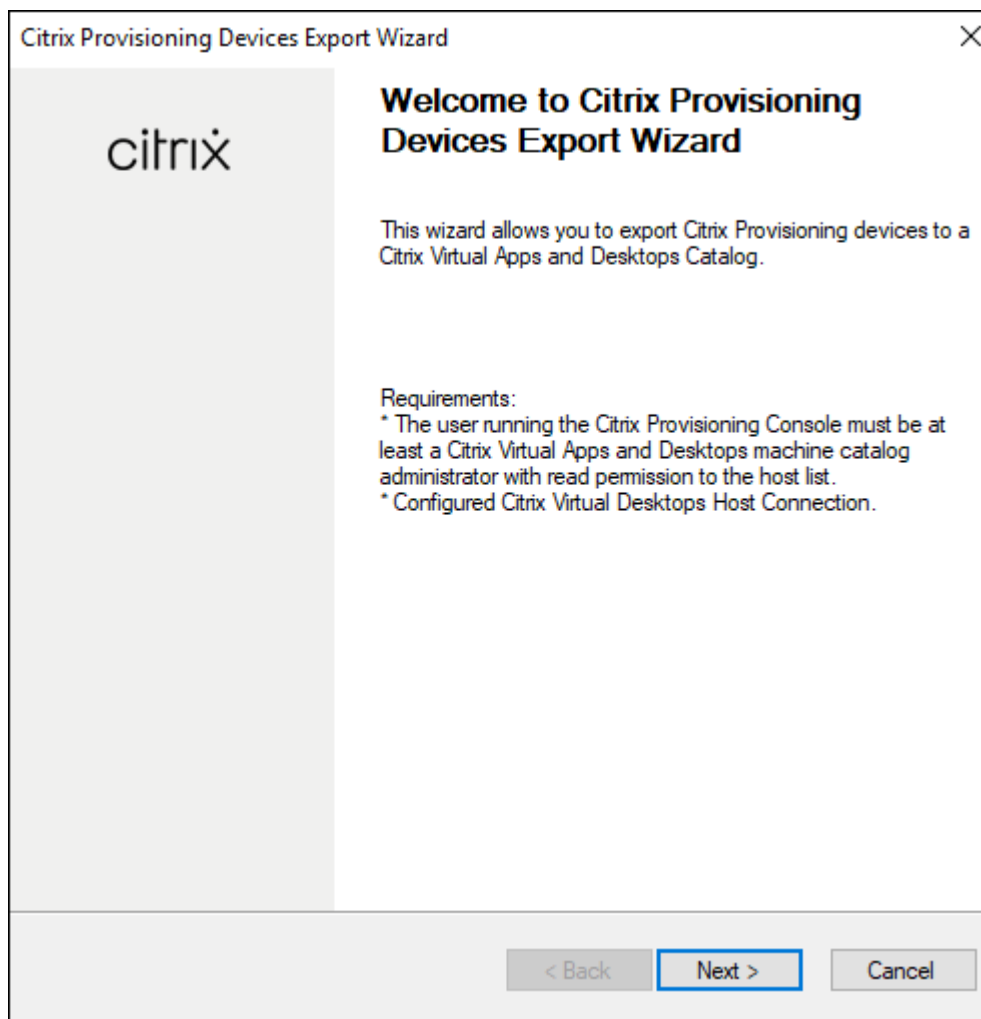 Citrix Provisioning Devices Export Wizard
citrix
Welcome to Citrix Provisioning
Devices Export Wizard
This wizard allows you to export Citrix Provisioning devices to a
Citrix Virtual Apps and Desktops Catalog.
Requirements:
* The user running the Citrix Provisioning Console must be at
least a Citrix Virtual Apps and Desktops machine catalog
administrator with read permission to the host list.
* Configured Citrix Virtual Desktops Host Connection.
< Back Next > Cancel